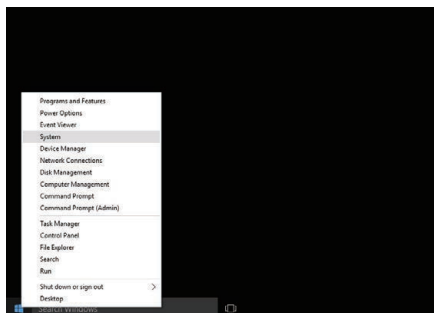 Programs and Features
Power Options
Event Viewer
System
Device Manager
Network Connections
Disk Management
Computer Management
Command Prompt
Command Prompt (Admin)
Task Manager
Control Panel
File Explorer
Search
Run
Shut down or sign out
Desktop
Search Windows